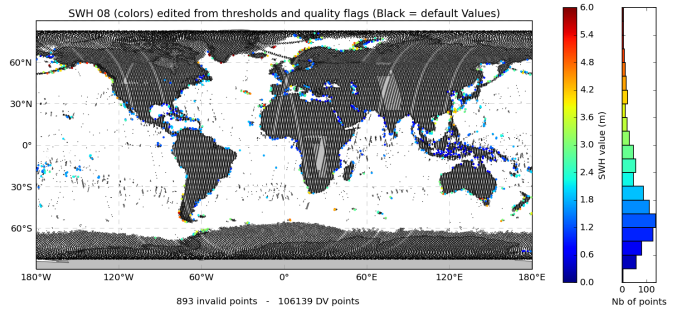 SWH 08 (colors) edited from thresholds and quality flags (Black = default Values)
60°N
30°N
0°
30°S
60°S
180°W
120°W
60°W
0°
60°E
120°E
180°E
6.0
5.4
4.8
4.2
3.6
3.0
2.4
1.8
1.2
0.6
0.0
SWH value (m)
0
100
Nb of points
893 invalid points - 106139 DV points